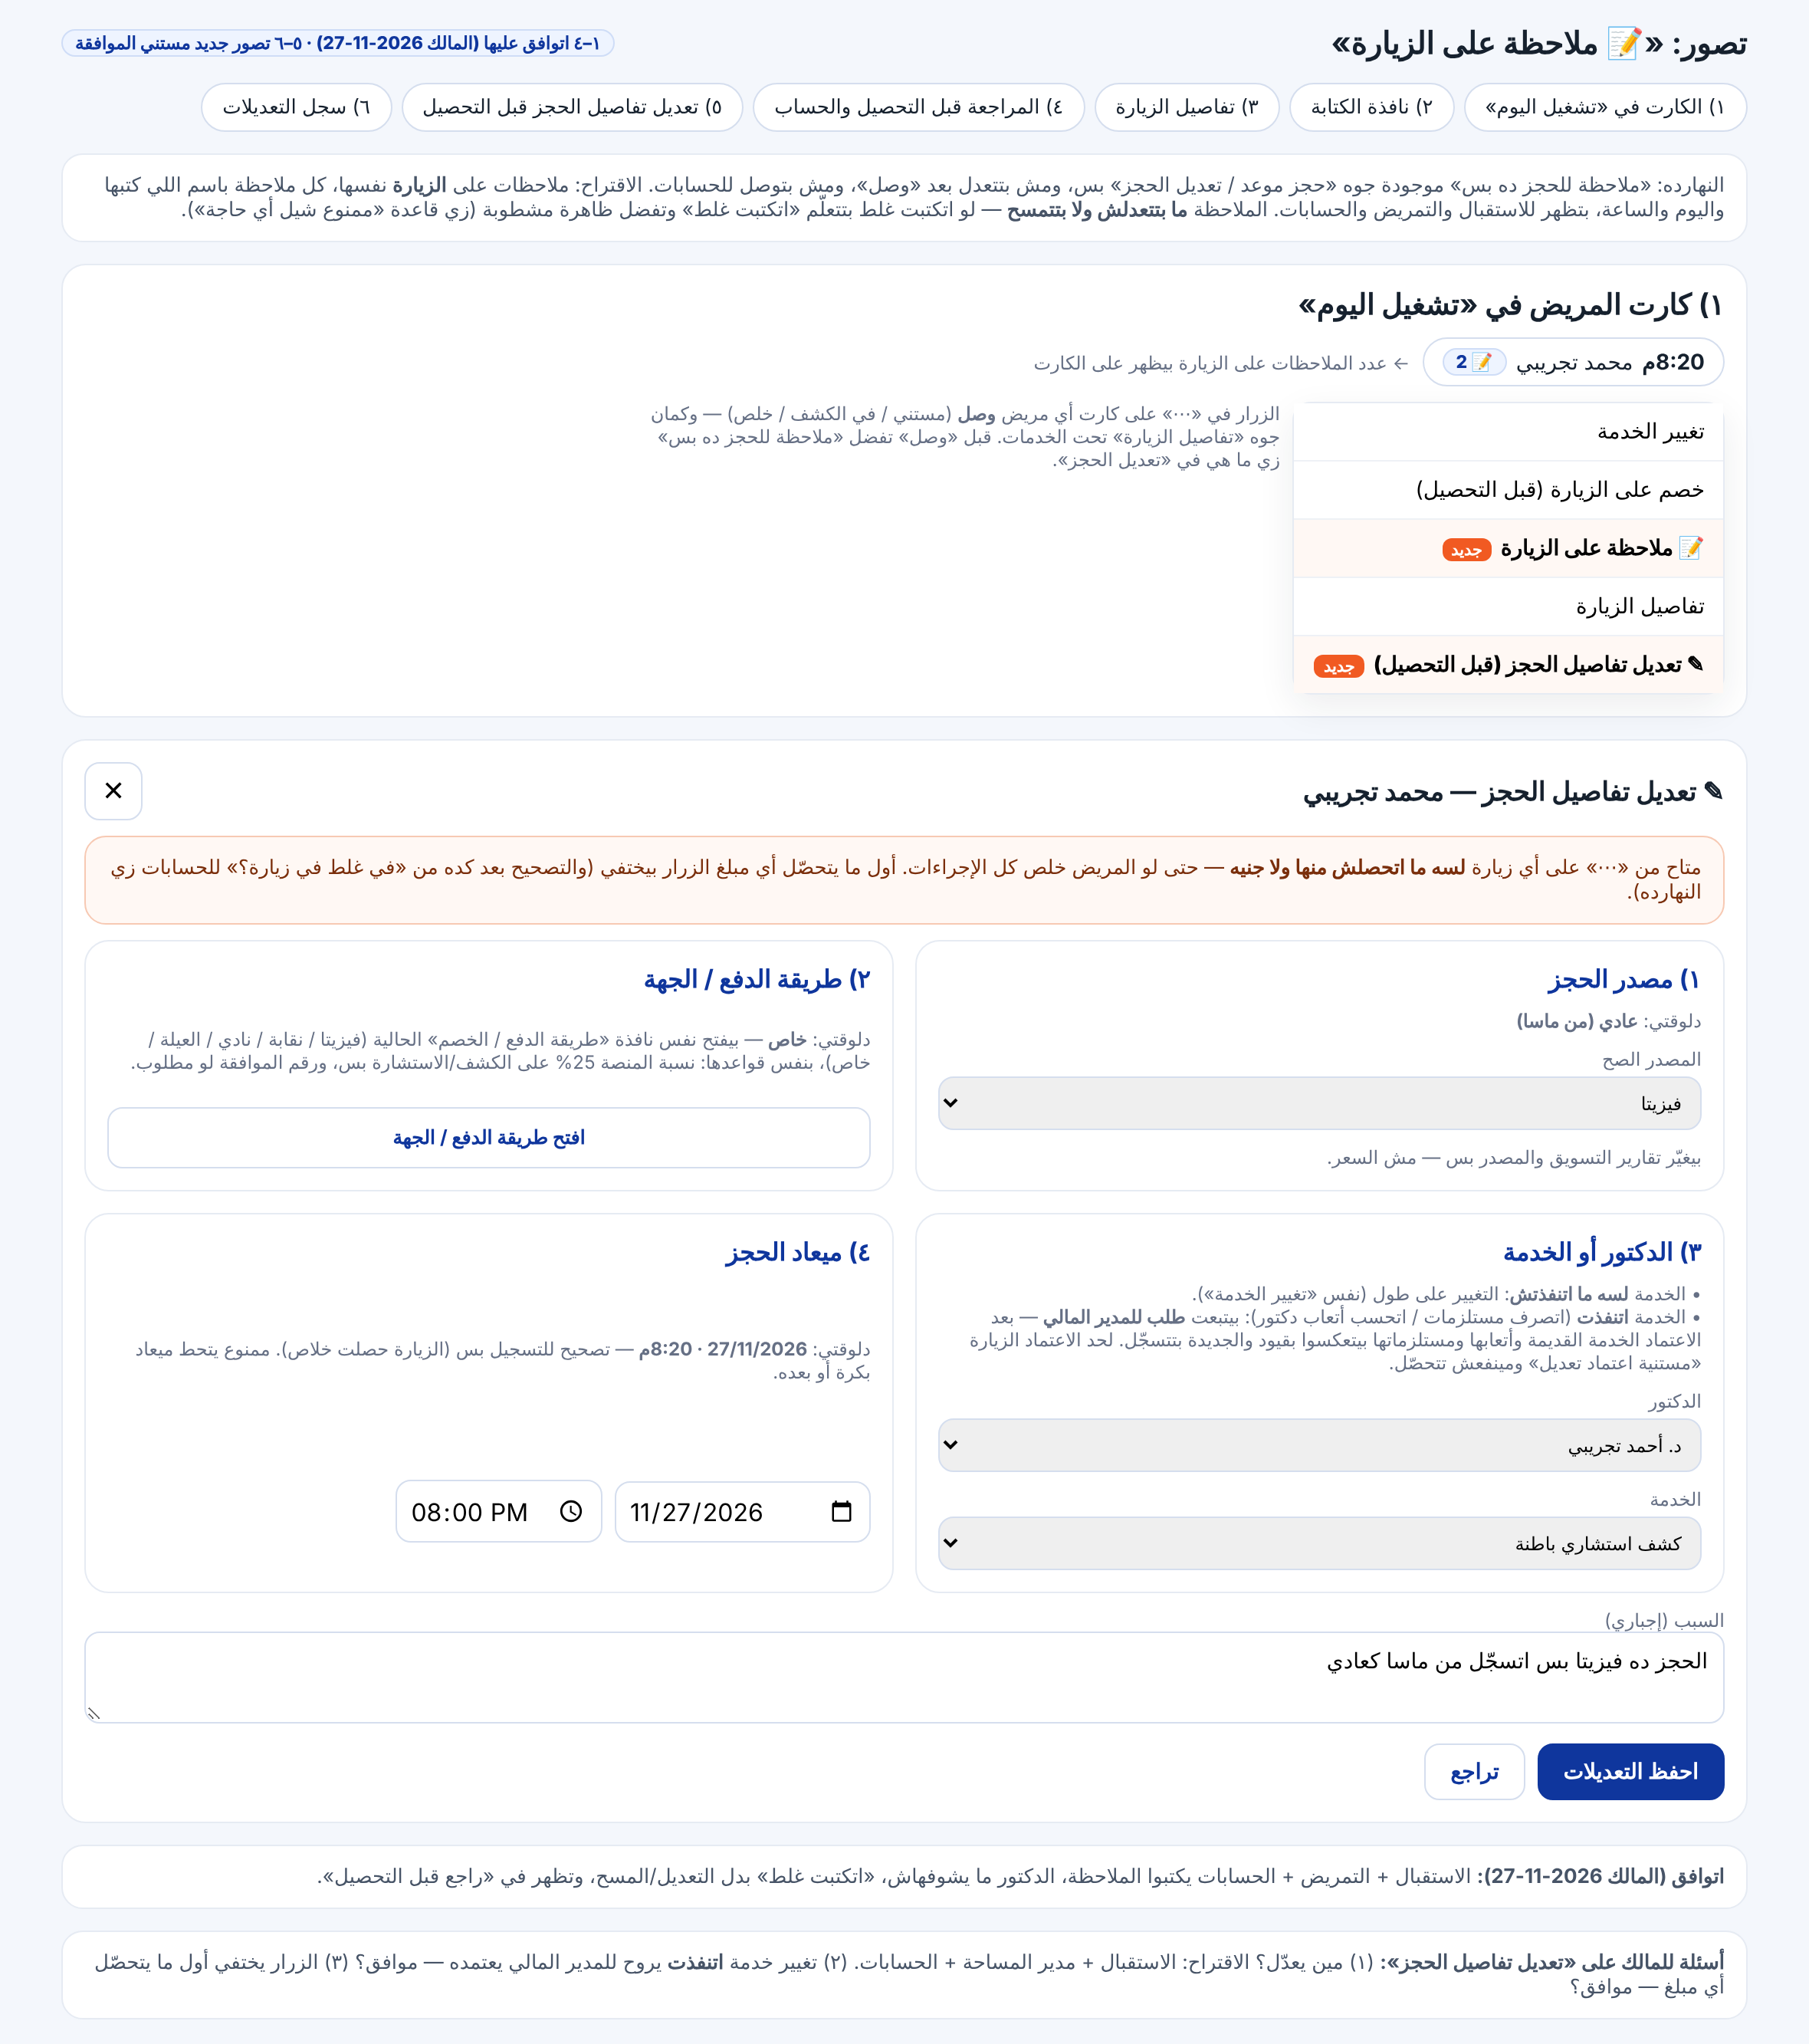 تصور: «📝 ملاحظة على الزيارة»
١–٤ اتوافق عليها (المالك 2026-11-27) · ٥–٦ تصور جديد مستني الموافقة
١) الكارت في «تشغيل اليوم»
٢) نافذة الكتابة
٣) تفاصيل الزيارة
٤) المراجعة قبل التحصيل والحساب
٥) تعديل تفاصيل الحجز قبل التحصيل
٦) سجل التعديلات
النهارده: «ملاحظة للحجز ده بس» موجودة جوه «حجز موعد / تعديل الحجز» بس، ومش بتتعدل بعد «وصل»، ومش بتوصل للحسابات. الاقتراح: ملاحظات على الزيارة نفسها، كل ملاحظة باسم اللي كتبها
واليوم والساعة، بتظهر للاستقبال والتمريض والحسابات. الملاحظة ما بتتعدلش ولا بتتمسح — لو اتكتبت غلط بتتعلّم «اتكتبت غلط» وتفضل ظاهرة مشطوبة (زي قاعدة «ممنوع شيل أي حاجة»).
١) كارت المريض في «تشغيل اليوم»
8:20م محمد تجريبي 📝 2
← عدد الملاحظات على الزيارة بيظهر على الكارت
تغيير الخدمة
خصم على الزيارة (قبل التحصيل)
📝 ملاحظة على الزيارة جديد
تفاصيل الزيارة
✎ تعديل تفاصيل الحجز (قبل التحصيل) جديد
الزرار في «⋯» على كارت أي مريض وصل (مستني / في الكشف / خلص) — وكمان
جوه «تفاصيل الزيارة» تحت الخدمات. قبل «وصل» تفضل «ملاحظة للحجز ده بس»
زي ما هي في «تعديل الحجز».
✎ تعديل تفاصيل الحجز — محمد تجريبي
✕
متاح من «⋯» على أي زيارة لسه ما اتحصلش منها ولا جنيه — حتى لو المريض خلص كل الإجراءات. أول ما يتحصّل أي مبلغ الزرار بيختفي (والتصحيح بعد كده من «في غلط في زيارة؟» للحسابات زي
النهارده).
١) مصدر الحجز
دلوقتي: عادي (من ماسا)
المصدر الصح
فيزيتا
بيغيّر تقارير التسويق والمصدر بس — مش السعر.
٢) طريقة الدفع / الجهة
دلوقتي: خاص — بيفتح نفس نافذة «طريقة الدفع / الخصم» الحالية (فيزيتا / نقابة / نادي / العيلة /
خاص)، بنفس قواعدها: نسبة المنصة 25% على الكشف/الاستشارة بس، ورقم الموافقة لو مطلوب.
افتح طريقة الدفع / الجهة
٣) الدكتور أو الخدمة
• الخدمة لسه ما اتنفذتش: التغيير على طول (نفس «تغيير الخدمة»).
• الخدمة اتنفذت (اتصرف مستلزمات / اتحسب أتعاب دكتور): بيتبعت طلب للمدير المالي — بعد
الاعتماد الخدمة القديمة وأتعابها ومستلزماتها بيتعكسوا بقيود والجديدة بتتسجّل. لحد الاعتماد الزيارة
«مستنية اعتماد تعديل» ومينفعش تتحصّل.
الدكتور
د. أحمد تجريبي
الخدمة
كشف استشاري باطنة
٤) ميعاد الحجز
دلوقتي: 27/11/2026 · 8:20م — تصحيح للتسجيل بس (الزيارة حصلت خلاص). ممنوع يتحط ميعاد
بكرة أو بعده.
11/27/2026
08:00 PM
السبب (إجباري)
الحجز ده فيزيتا بس اتسجّل من ماسا كعادي
احفظ التعديلات
تراجع
اتوافق (المالك 2026-11-27): الاستقبال + التمريض + الحسابات يكتبوا الملاحظة، الدكتور ما يشوفهاش، «اتكتبت غلط» بدل التعديل/المسح، وتظهر في «راجع قبل التحصيل».
أسئلة للمالك على «تعديل تفاصيل الحجز»: (١) مين يعدّل؟ الاقتراح: الاستقبال + مدير المساحة + الحسابات. (٢) تغيير خدمة اتنفذت يروح للمدير المالي يعتمده — موافق؟ (٣) الزرار يختفي أول ما يتحصّل
أي مبلغ — موافق؟